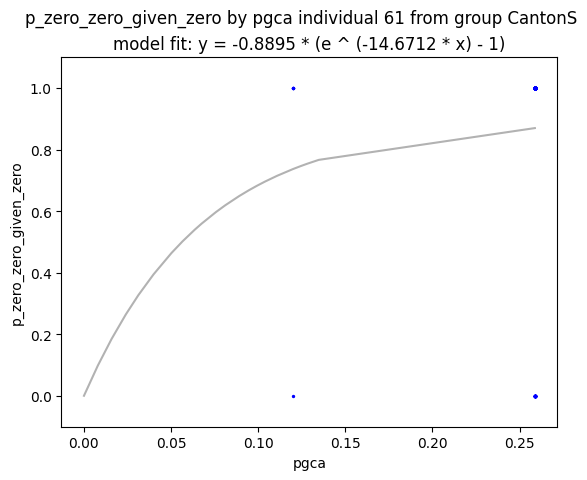 p_zero_zero_given_zero by pgca individual 61 from group CantonS
model fit: y = -0.8895 * (e ^ (-14.6712 * x) - 1)
1.0
0.8
0.6
0.4
0.2
0.0
p_zero_zero_given_zero
0.00 0.05 0.10 0.15 0.20 0.25
pgca